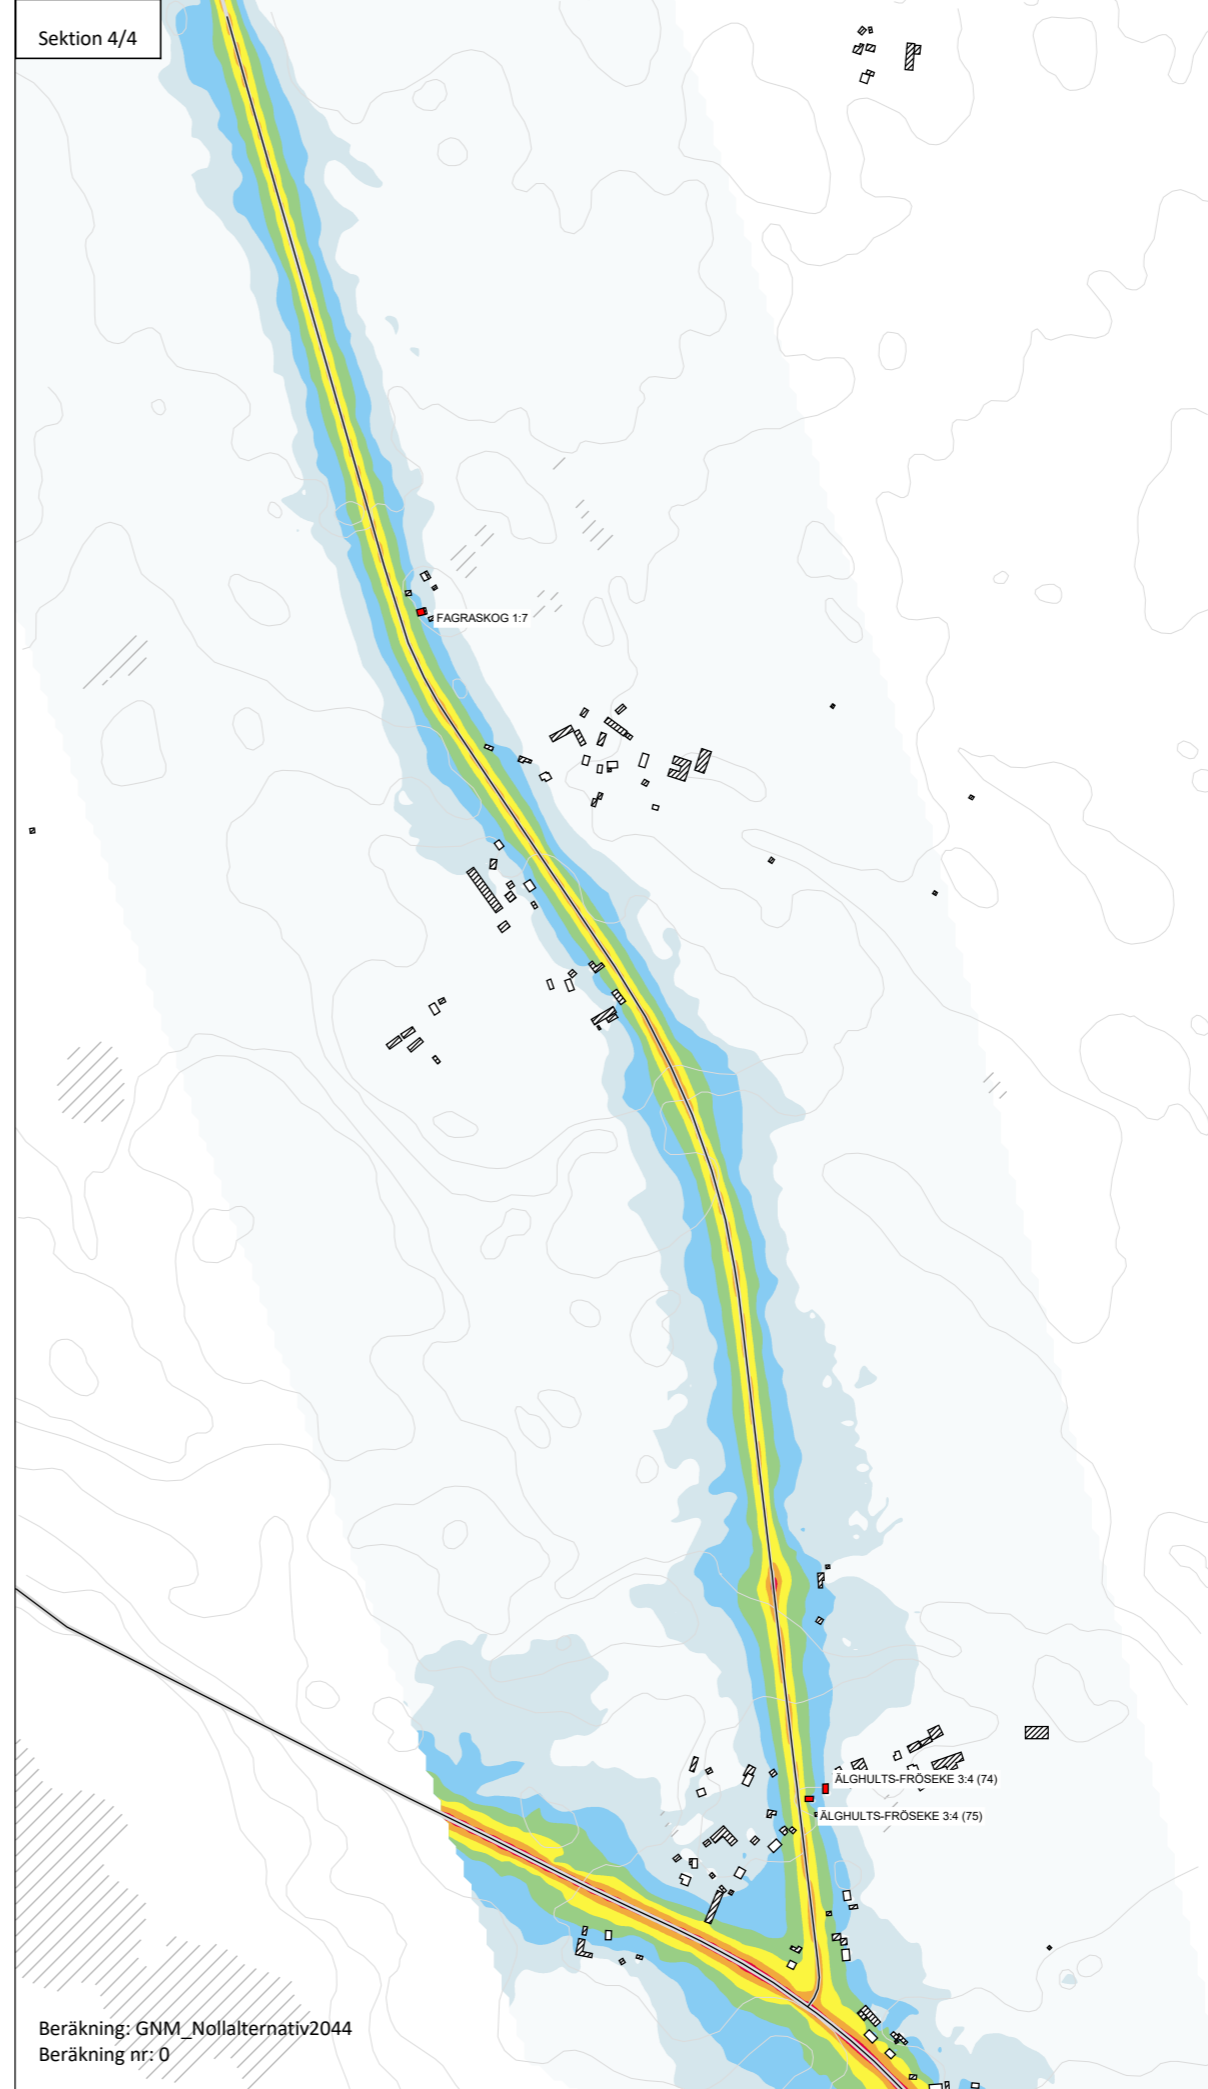 Sektion 4/4
FAGRASKOG 1:7
ÄLGHULTS-FRÖSEKE 3:4 (74)
ÄLGHULTS-FRÖSEKE 3:4 (75)
Beräkning: GNM_Nollalternativ2044
Beräkning nr: 0